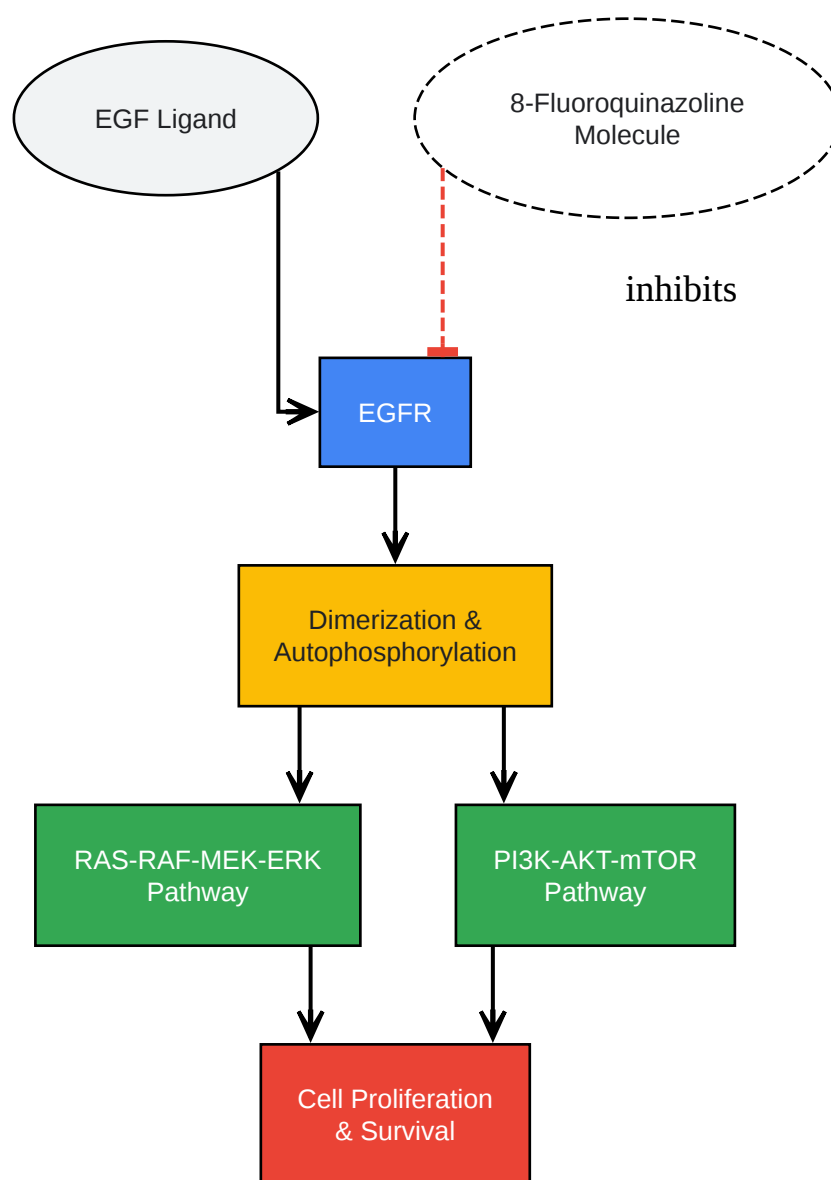 EGF Ligand
8-Fluoroquinazoline
Molecule
inhibits
EGFR
Dimerization &
Autophosphorylation
RAS-RAF-MEK-ERK
Pathway
PI3K-AKT-mTOR
Pathway
Cell Proliferation
& Survival